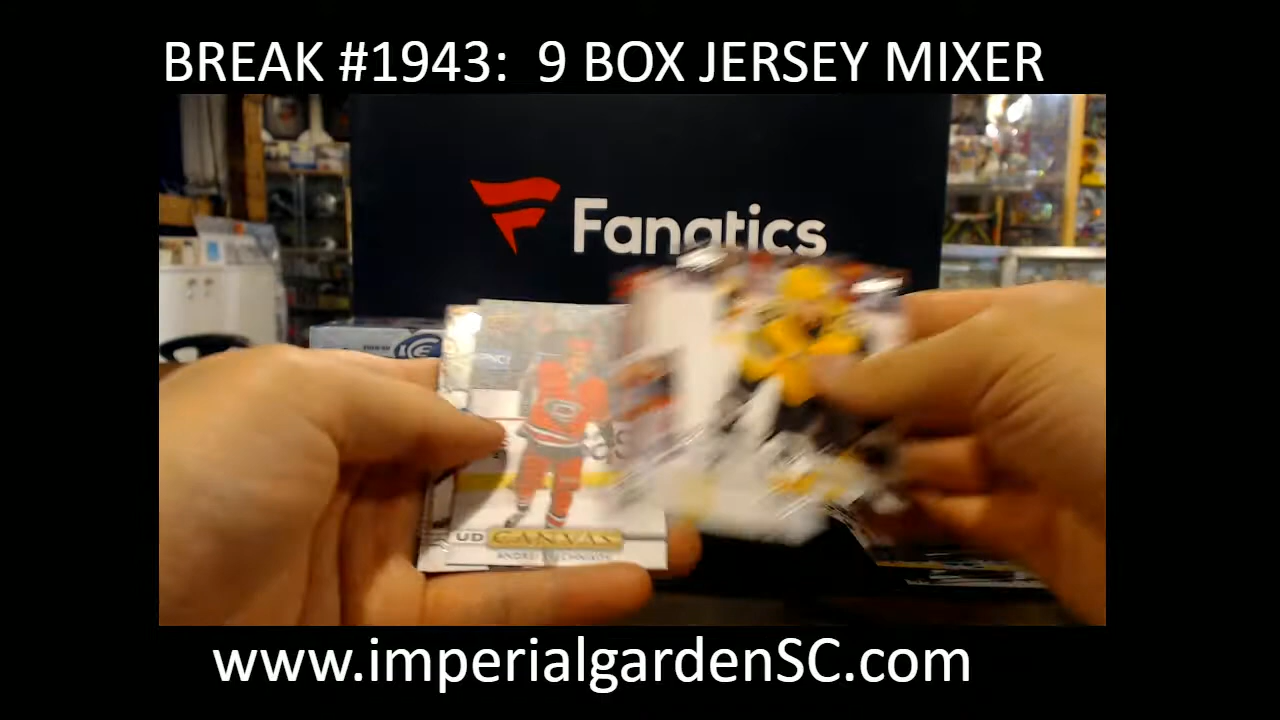 BREAK #1943:  9 BOX JERSEY MIXER
Fanatics
UD CANVAS
www.imperialgardenSC.com